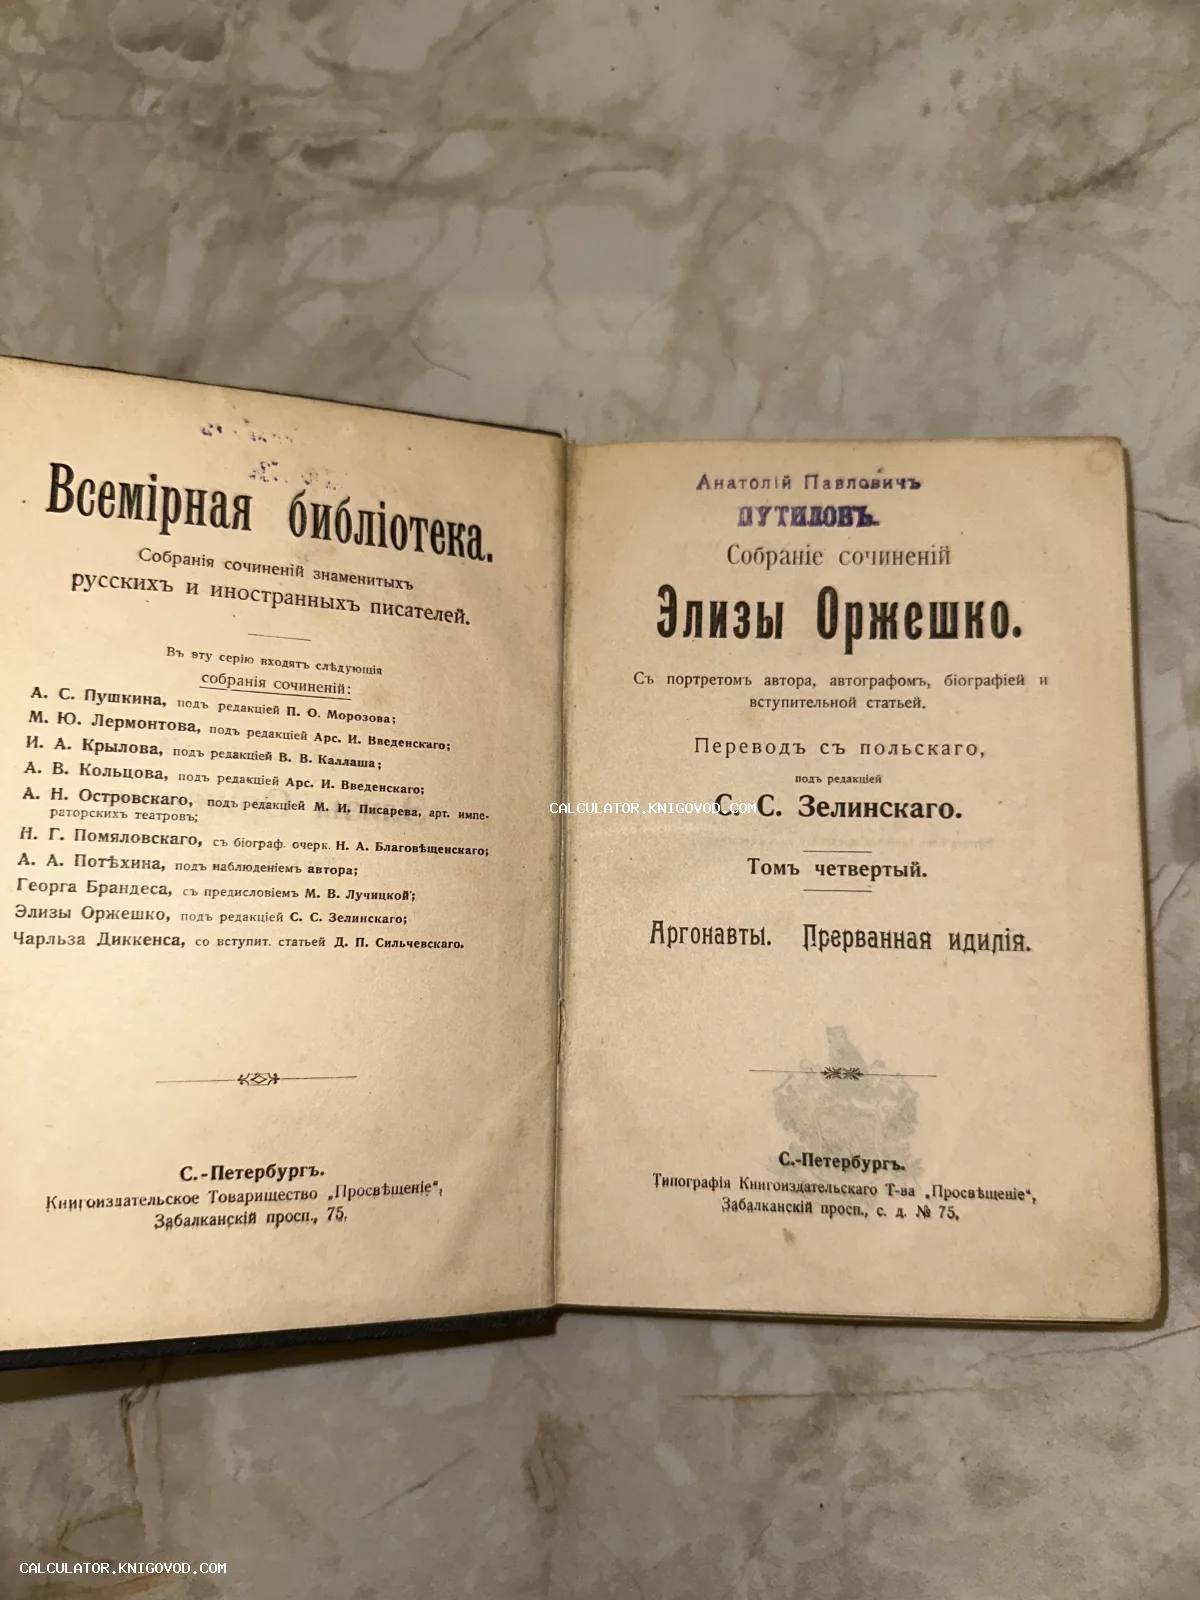 Всемірная библіотека.
Собранія сочиненій знаменитыхъ
русскихъ и иностранныхъ писателей.
Въ эту серію входятъ слѣдующія
собранія сочиненій:
А. С. Пушкина, подъ редакціей П. О. Морозова;
М. Ю. Лермонтова, подъ редакціей Арс. И. Введенскаго;
И. А. Крылова, подъ редакціей В. В. Каллаша;
А. В. Кольцова, подъ редакціей Арс. И. Введенскаго;
А. Н. Островскаго, подъ редакціей М. И. Писарева, арт. импе-
раторскихъ театровъ;
Н. Г. Помяловскаго, съ біограф. очерк. Н. А. Благовѣщенскаго;
А. А. Потѣхина, подъ наблюденіемъ автора;
Георга Брандеса, съ предисловіемъ М. В. Лучицкой;
Элизы Оржешко, подъ редакціей С. С. Зелинскаго;
Чарльза Диккенса, со вступит. статьей Д. П. Сильчевскаго.
С.-Петербургъ.
Книгоиздательское Товарищество „Просвѣщеніе“,
Забалканскій просп., 75.
Анатолій Павловичъ
ПУТИЛОВЪ.
Собраніе сочиненій
Элизы Оржешко.
Съ портретомъ автора, автографомъ, біографіей и
вступительной статьей.
Переводъ съ польскаго,
подъ редакціей
С. С. Зелинскаго.
Томъ четвертый.
Аргонавты. Прерванная идилія.
С.-Петербургъ.
Типографія Книгоиздательскаго Т-ва „Просвѣщеніе“,
Забалканскій просп., с. д. № 75.
CALCULATOR.KNIGOVOD.COM
CALCULATOR.KNIGOVOD.COM